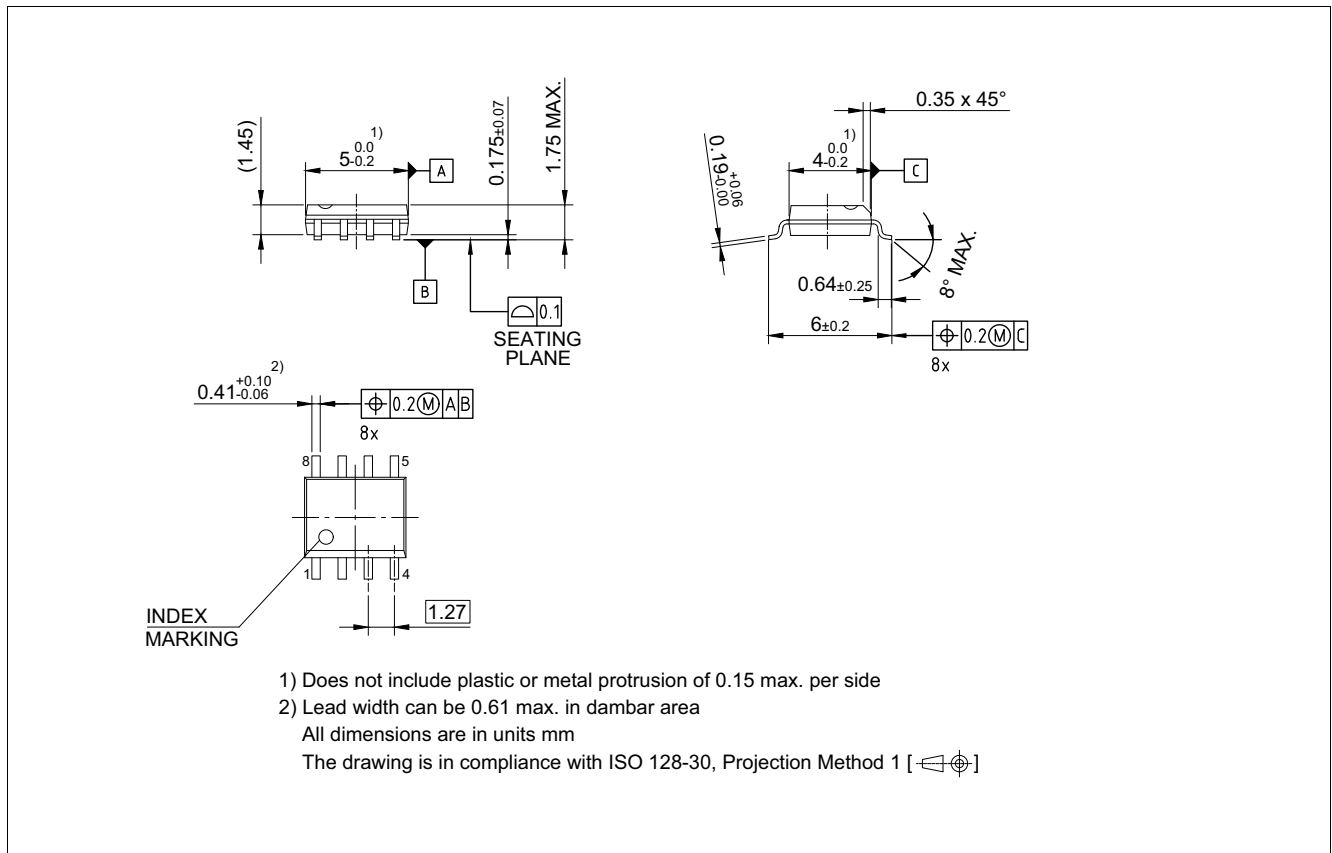 (1.45)
5 0.0 -0.2 1)
A
0.175±0.07
1.75 MAX.
B
⌓ 0.1
SEATING
PLANE
0.35 x 45°
0.19 +0.06 -0.00
4 0.0 -0.2 1)
C
0.64±0.25
8° MAX.
6±0.2
⌖ 0.2Ⓜ C
8x
0.41 +0.10 -0.06 2)
⌖ 0.2Ⓜ A B
8x
8
5
1
4
INDEX
MARKING
1.27
1) Does not include plastic or metal protrusion of 0.15 max. per side
2) Lead width can be 0.61 max. in dambar area
All dimensions are in units mm
The drawing is in compliance with ISO 128-30, Projection Method 1 [ ]